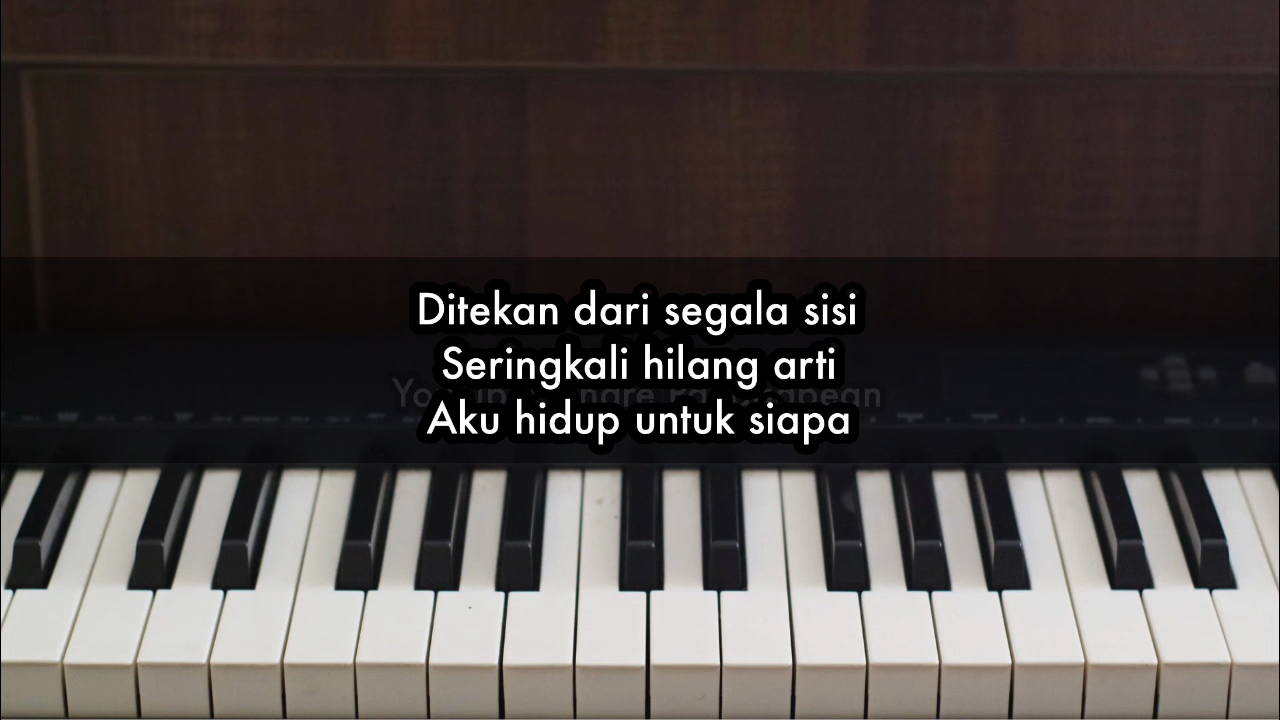 Ditekan dari segala sisi
Seringkali hilang arti
Aku hidup untuk siapa